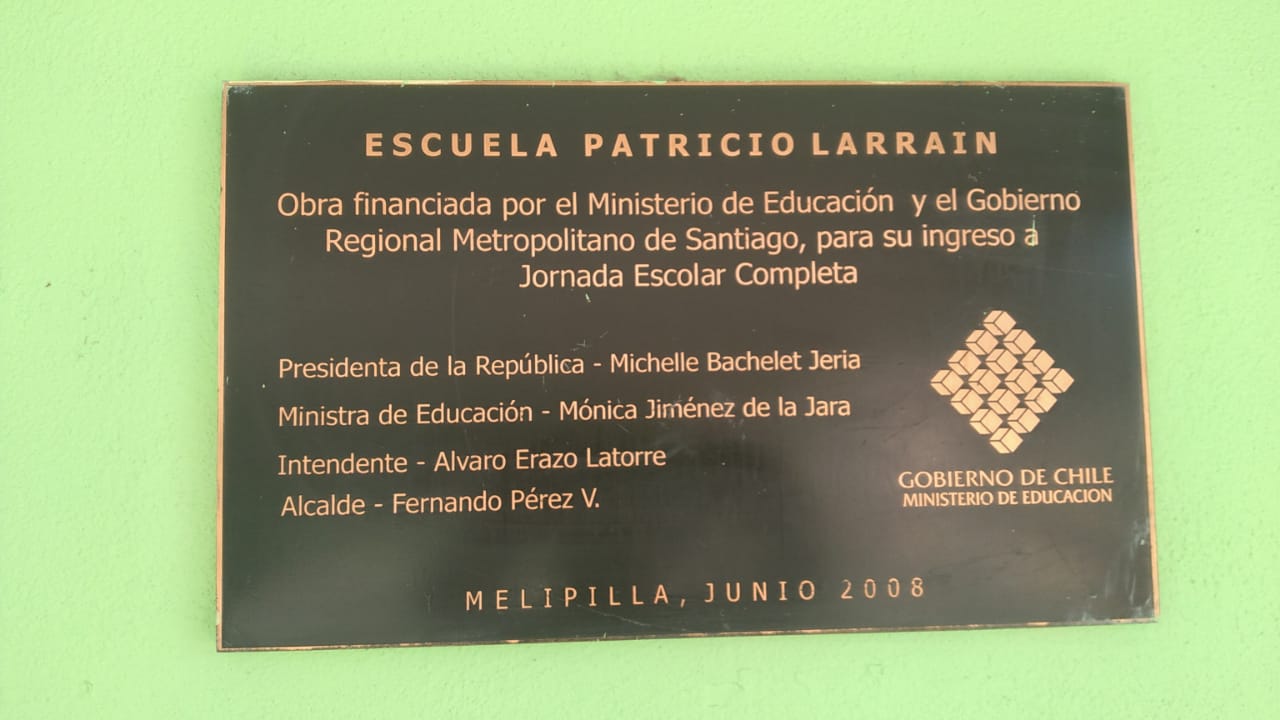 ESCUELA PATRICIO LARRAIN
Obra financiada por el Ministerio de Educación y el Gobierno
Regional Metropolitano de Santiago, para su ingreso a
Jornada Escolar Completa
Presidenta de la República - Michelle Bachelet Jeria
Ministra de Educación - Mónica Jiménez de la Jara
Intendente - Alvaro Erazo Latorre
Alcalde - Fernando Pérez V.
GOBIERNO DE CHILE
MINISTERIO DE EDUCACION
MELIPILLA, JUNIO 2008